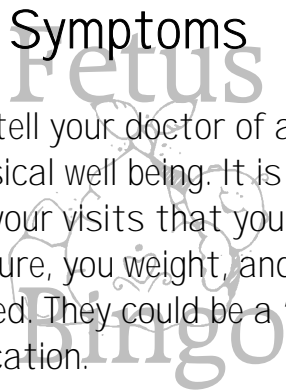 Symptoms
Fetus
tell your doctor of a
sical well being. It is
your visits that you
ure, you weight, and
ed. They could be a “
Bingo
cation.